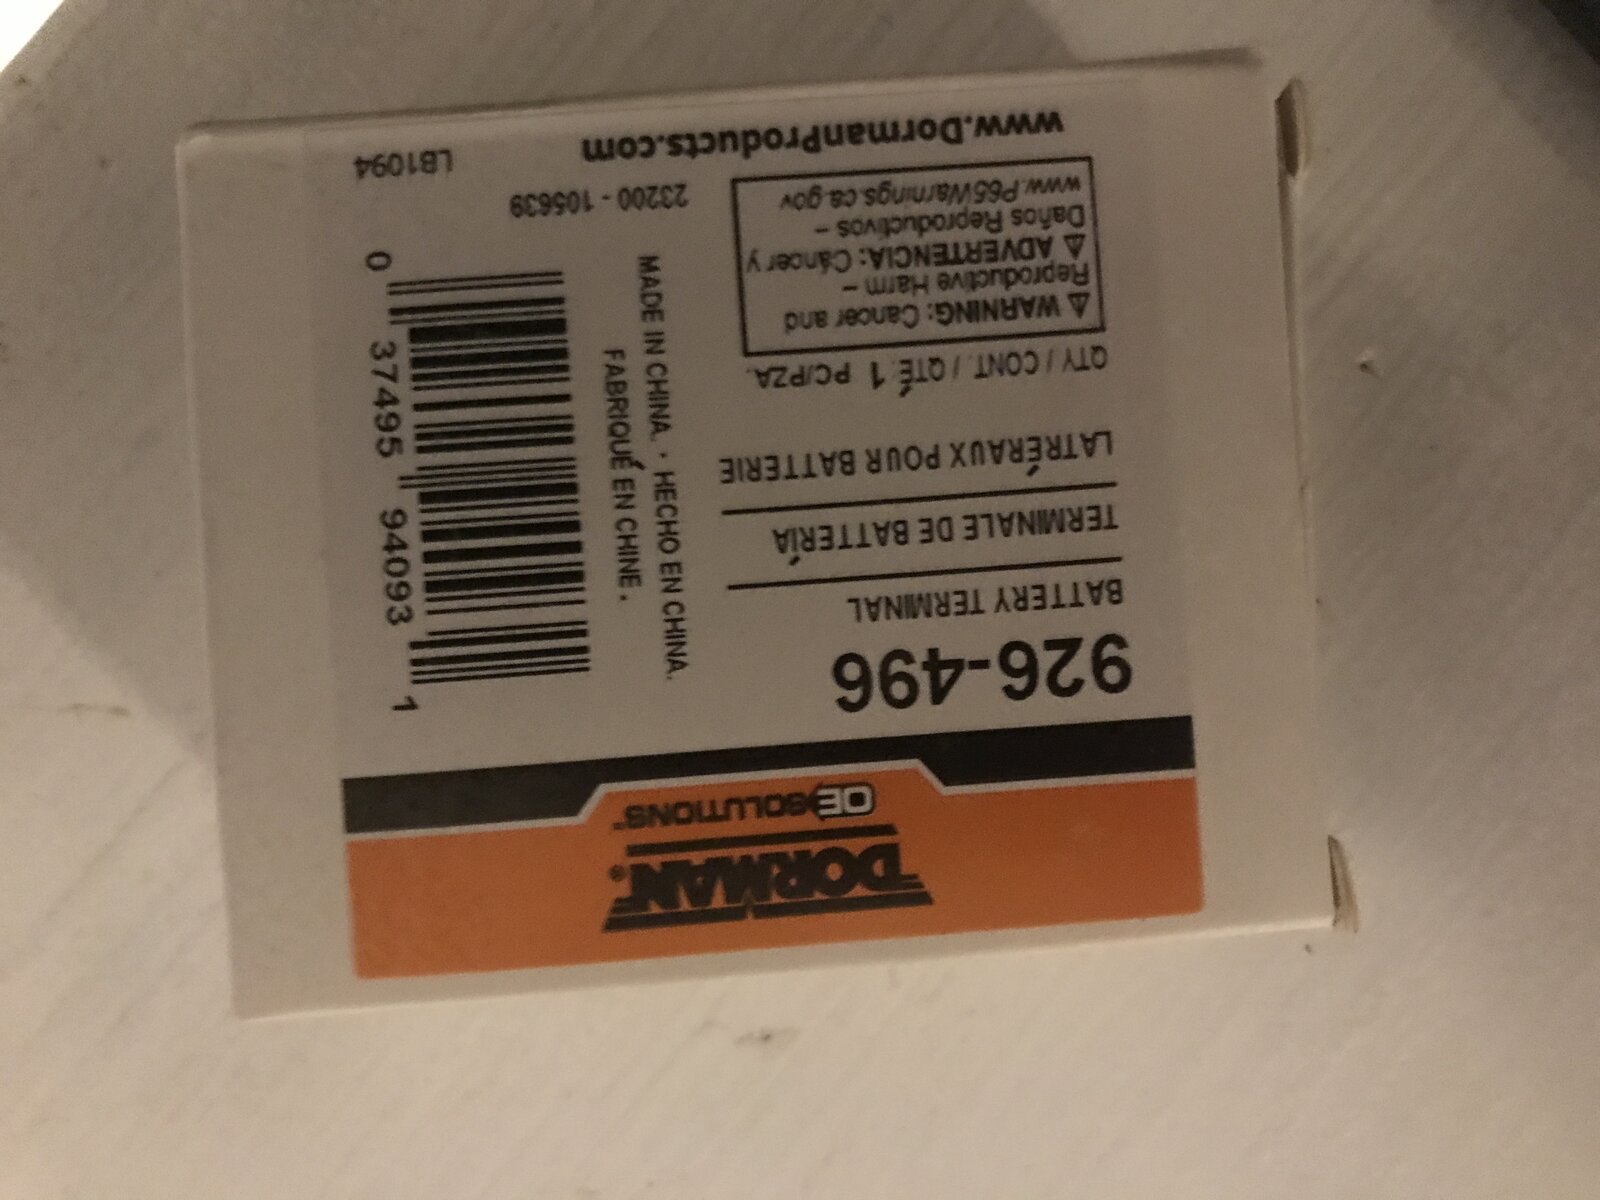 DORMAN®
OE SOLUTIONS™
926-496
BATTERY TERMINAL
TERMINALE DE BATTERÍA
LATRÉRAUX POUR BATTERIE
QTY / CONT. / QTÉ. 1 PC/PZA.
⚠ WARNING: Cancer and
Reproductive Harm –
⚠ ADVERTENCIA: Cáncer y
Daños Reproductivos –
www.P65Warnings.ca.gov
www.DormanProducts.com
MADE IN CHINA. · HECHO EN CHINA.
FABRIQUÉ EN CHINE.
0 37495 94093 1
23200 - 105639
LB1094